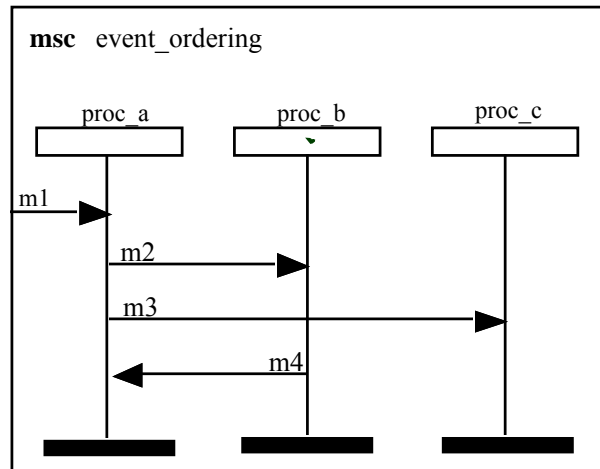 msc event_ordering
proc_a proc_b proc_c
m1
m2
m3
m4